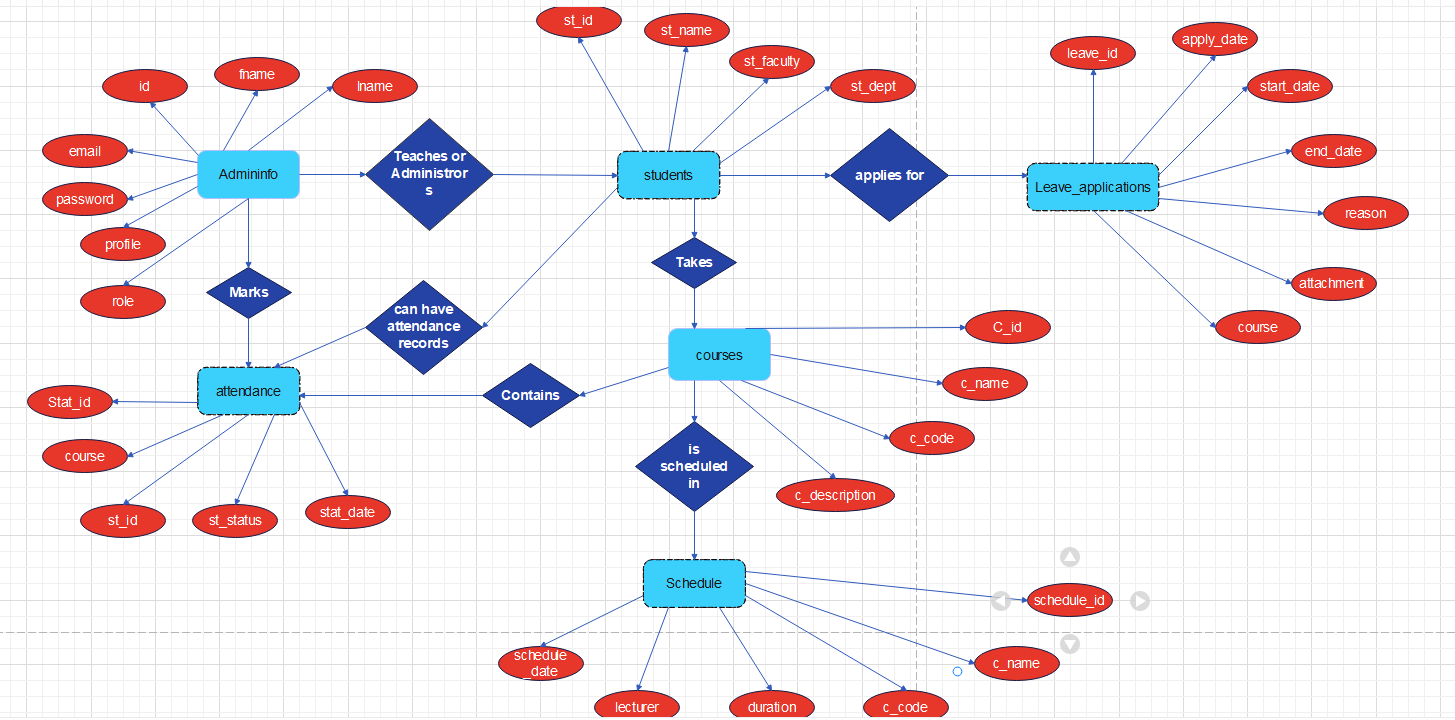 st_id
st_name
st_faculty
st_dept
leave_id
apply_date
start_date
end_date
reason
attachment
course
id
fname
lname
email
password
profile
role
Admininfo
Teaches or
Administror
s
students
applies for
Leave_applications
Marks
can have
attendance
records
Takes
courses
C_id
c_name
c_code
c_description
Contains
attendance
Stat_id
course
st_id
st_status
stat_date
is
scheduled
in
Schedule
schedule_id
c_name
c_code
duration
lecturer
schedule
_date